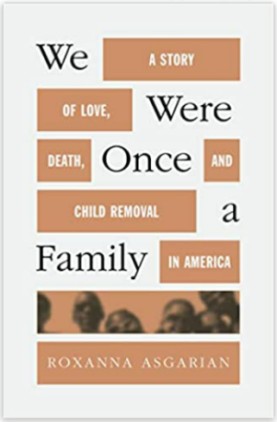 We A STORY
OF LOVE, Were
DEATH, Once AND
CHILD REMOVAL a
Family IN AMERICA
ROXANNA ASGARIAN